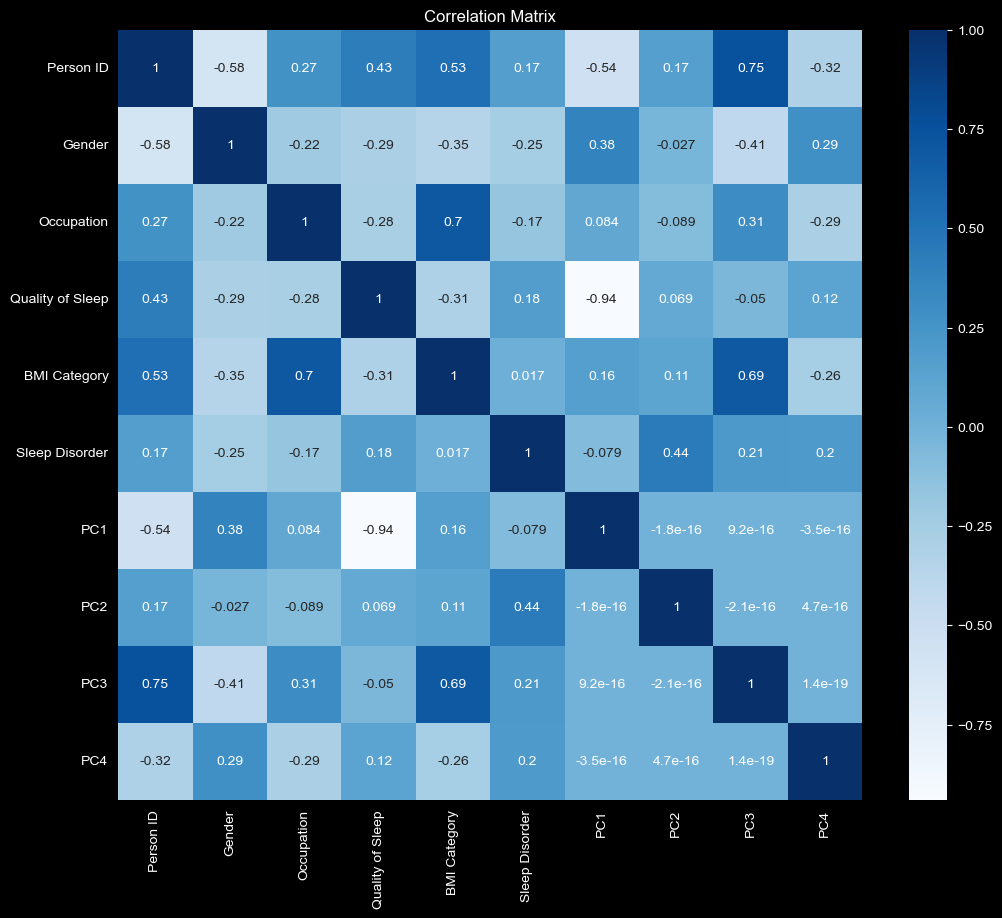 Correlation Matrix
Person ID 1 -0.58 0.27 0.43 0.53 0.17 -0.54 0.17 0.75 -0.32
Gender -0.58 1 -0.22 -0.29 -0.35 -0.25 0.38 -0.027 -0.41 0.29
Occupation 0.27 -0.22 1 -0.28 0.7 -0.17 0.084 -0.089 0.31 -0.29
Quality of Sleep 0.43 -0.29 -0.28 1 -0.31 0.18 -0.94 0.069 -0.05 0.12
BMI Category 0.53 -0.35 0.7 -0.31 1 0.017 0.16 0.11 0.69 -0.26
Sleep Disorder 0.17 -0.25 -0.17 0.18 0.017 1 -0.079 0.44 0.21 0.2
PC1 -0.54 0.38 0.084 -0.94 0.16 -0.079 1 -1.8e-16 9.2e-16 -3.5e-16
PC2 0.17 -0.027 -0.089 0.069 0.11 0.44 -1.8e-16 1 -2.1e-16 4.7e-16
PC3 0.75 -0.41 0.31 -0.05 0.69 0.21 9.2e-16 -2.1e-16 1 1.4e-19
PC4 -0.32 0.29 -0.29 0.12 -0.26 0.2 -3.5e-16 4.7e-16 1.4e-19 1
Person ID
Gender
Occupation
Quality of Sleep
BMI Category
Sleep Disorder
PC1
PC2
PC3
PC4
1.00
0.75
0.50
0.25
0.00
−0.25
−0.50
−0.75